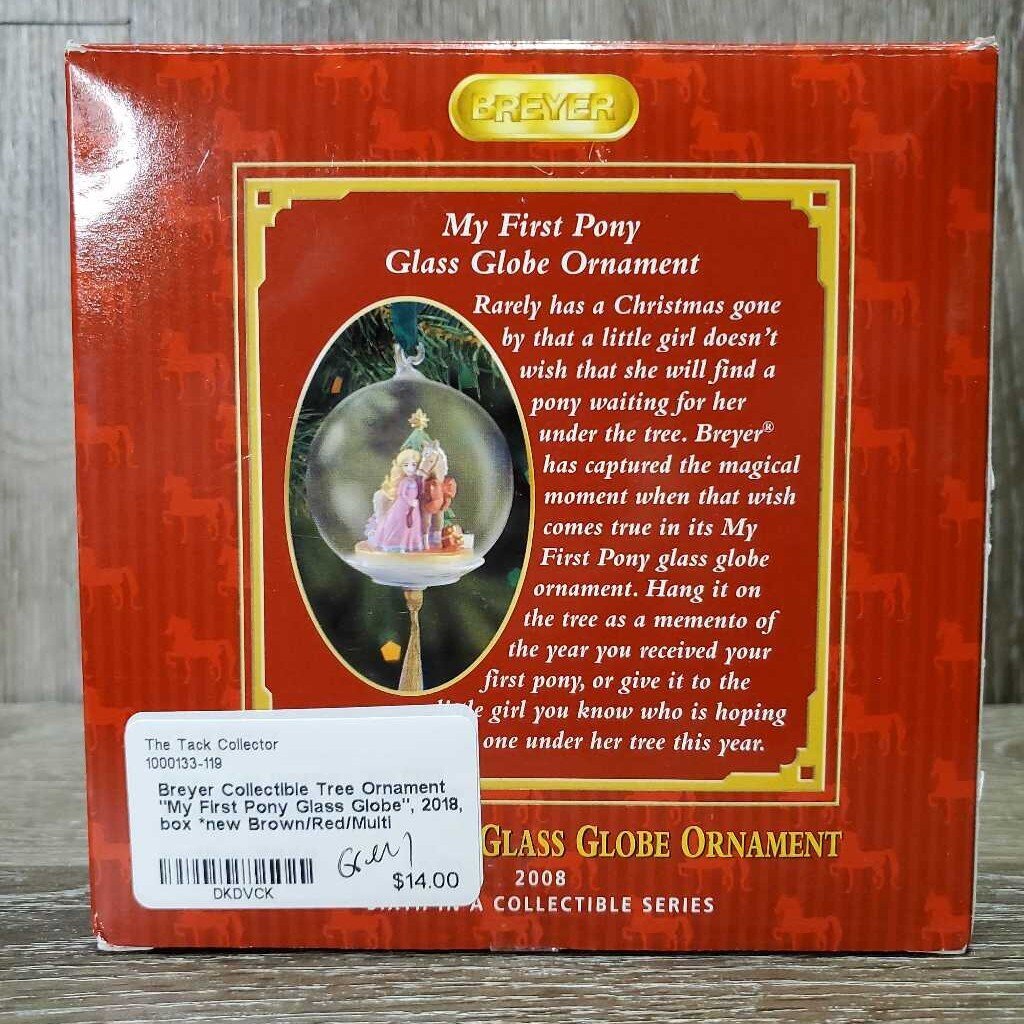 BREYER
My First Pony
Glass Globe Ornament
Rarely has a Christmas gone
by that a little girl doesn't
wish that she will find a
pony waiting for her
under the tree. Breyer®
has captured the magical
moment when that wish
comes true in its My
First Pony glass globe
ornament. Hang it on
the tree as a memento of
the year you received your
first pony, or give it to the
little girl you know who is hoping
one under her tree this year.
GLASS GLOBE ORNAMENT
2008
IN A COLLECTIBLE SERIES
The Tack Collector
1000133-119
Breyer Collectible Tree Ornament
"My First Pony Glass Globe", 2018,
box *new Brown/Red/Multi
DKDVCK
$14.00